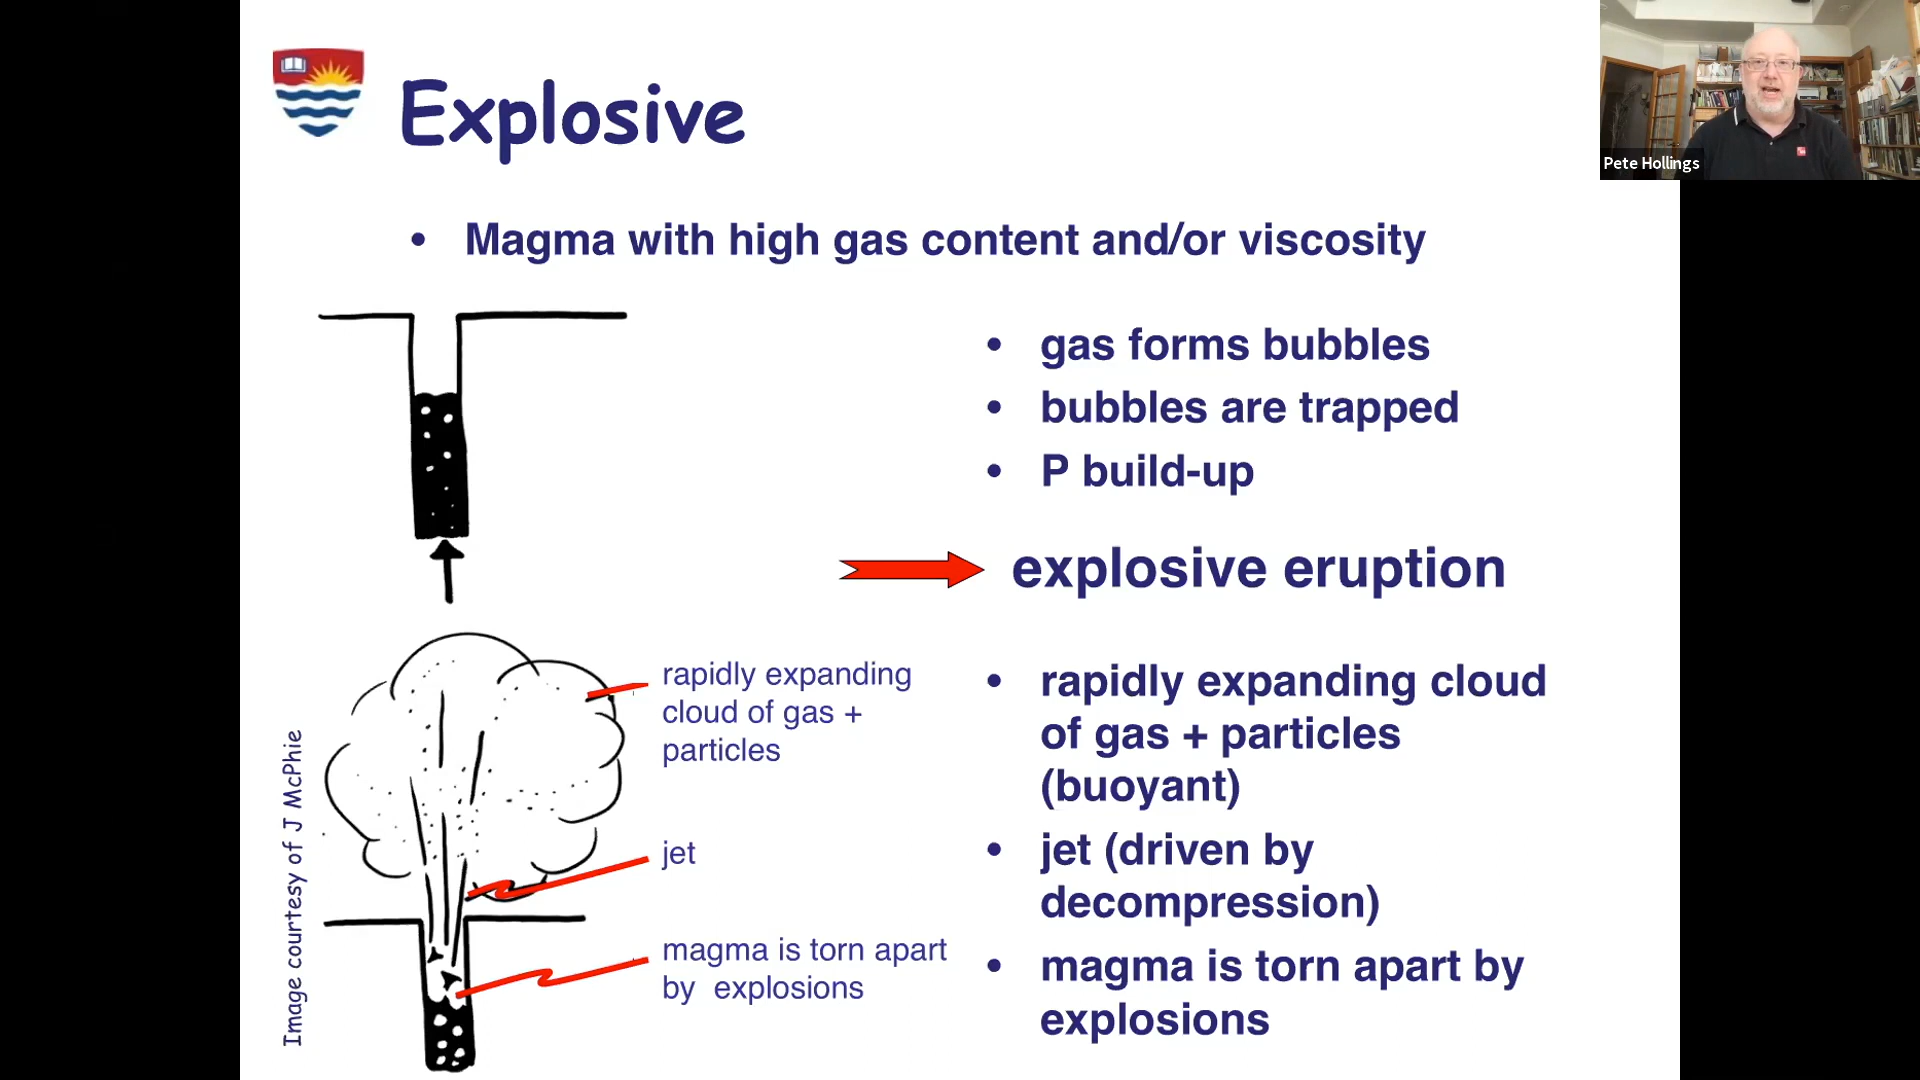 Explosive
Pete Hollings
• Magma with high gas content and/or viscosity
• gas forms bubbles
• bubbles are trapped
• P build-up
explosive eruption
rapidly expanding
cloud of gas +
particles
jet
magma is torn apart
by explosions
• rapidly expanding cloud
of gas + particles
(buoyant)
• jet (driven by
decompression)
• magma is torn apart by
explosions
Image courtesy of J McPhie